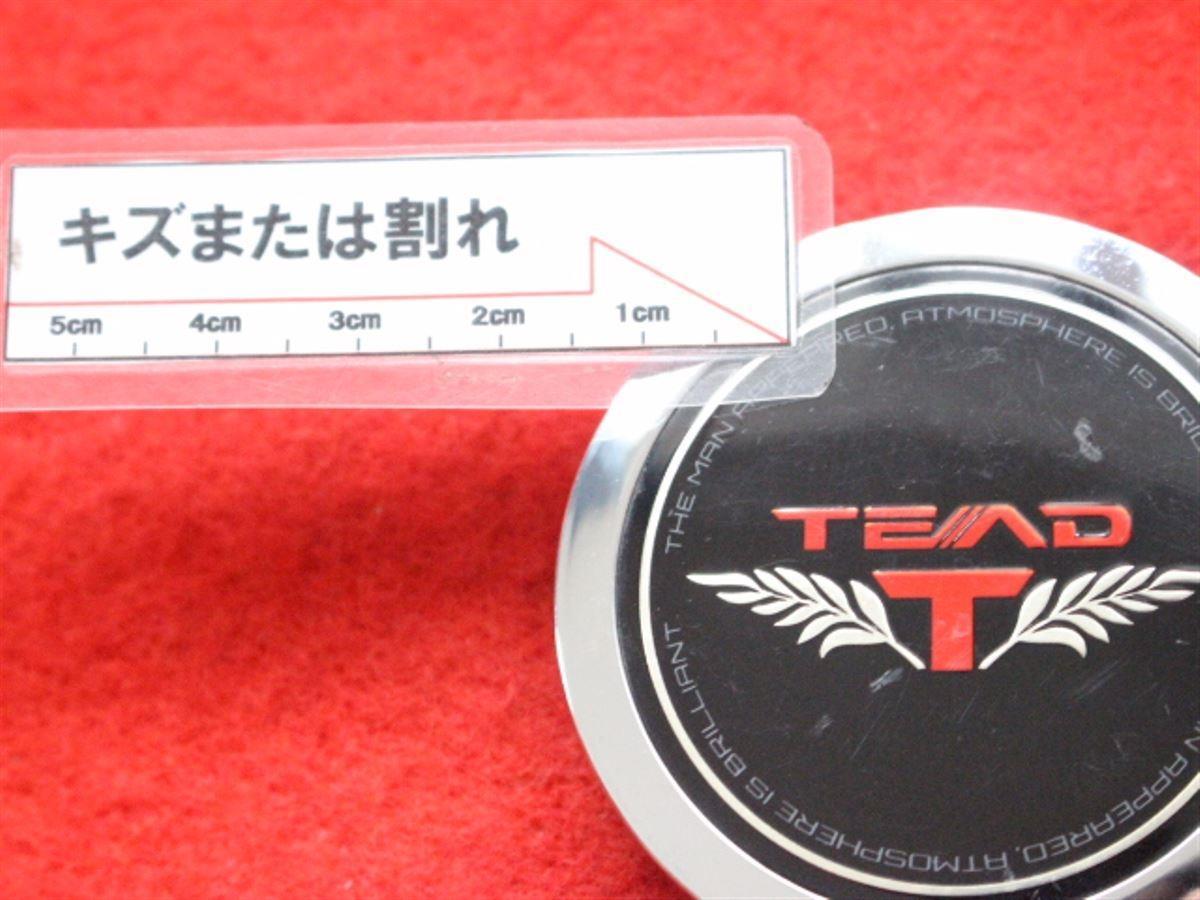 キズまたは割れ
5cm 4cm 3cm 2cm 1cm
THE MAN APPEARED, ATMOSPHERE IS
TEAD
T
APPEARED, ATMOSPHERE IS BRILLIANT